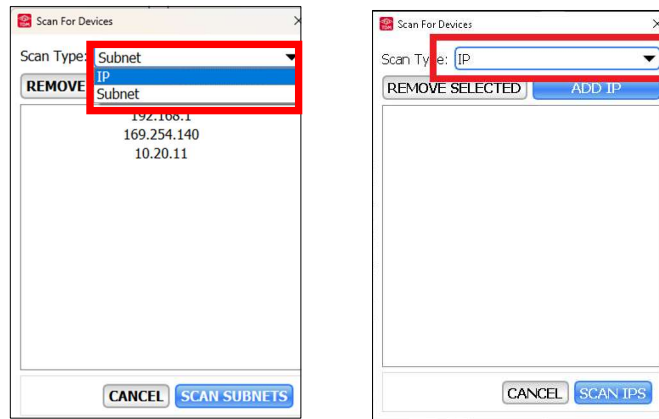 Scan For Devices
Scan Type: Subnet
IP
REMOVE
Subnet
192.168.1
169.254.140
10.20.11
CANCEL SCAN SUBNETS
Scan For Devices
Scan Type: IP
REMOVE SELECTED ADD IP
CANCEL SCAN IPS